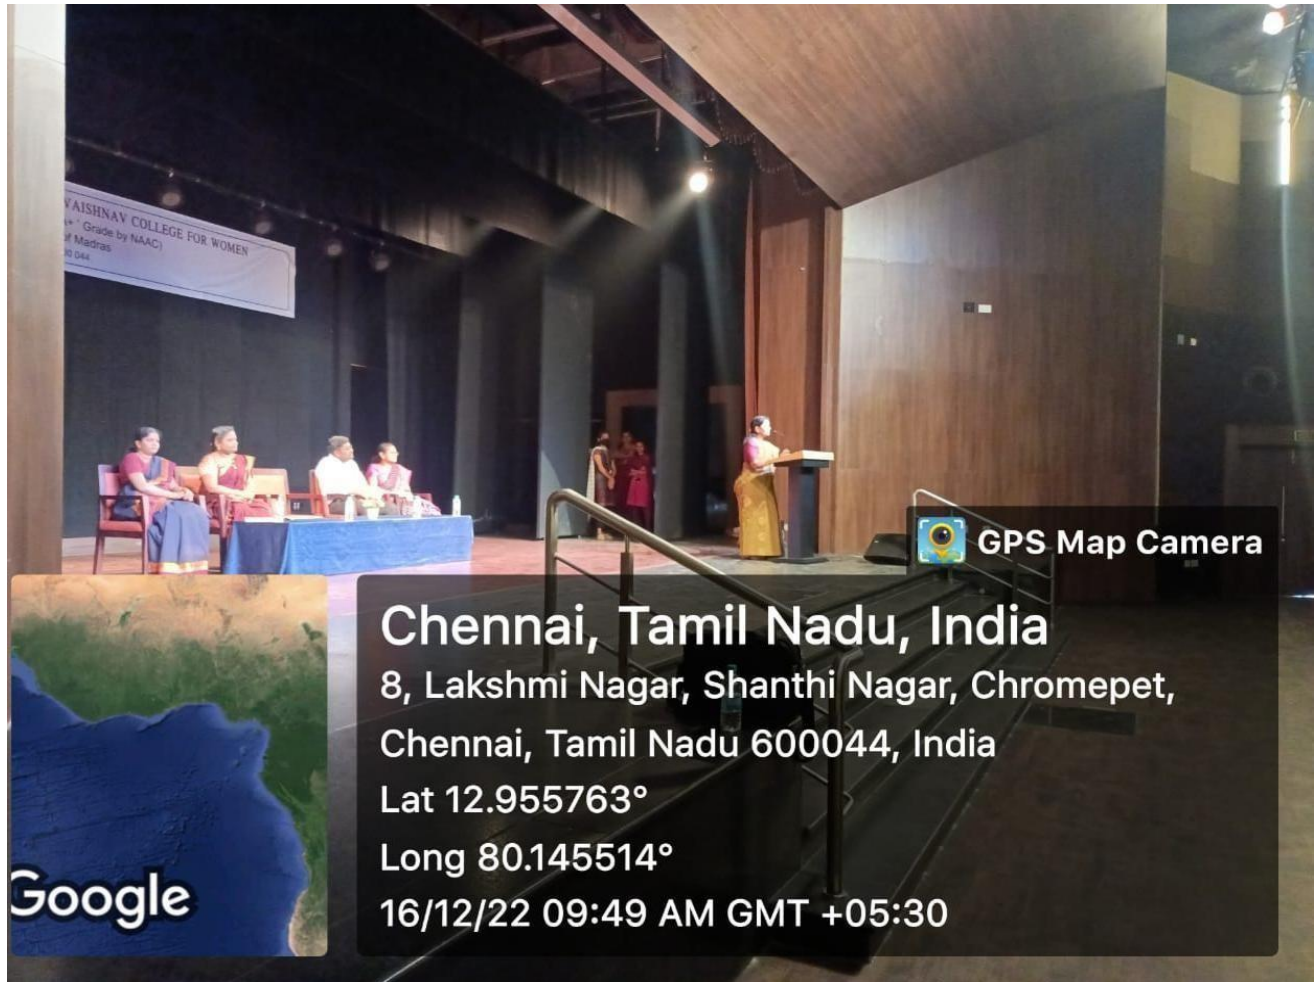 VAISHNAV COLLEGE FOR WOMEN
Grade by NAAC)
of Madras
044
GPS Map Camera
Chennai, Tamil Nadu, India
8, Lakshmi Nagar, Shanthi Nagar, Chromepet,
Chennai, Tamil Nadu 600044, India
Lat 12.955763°
Long 80.145514°
16/12/22 09:49 AM GMT +05:30
Google